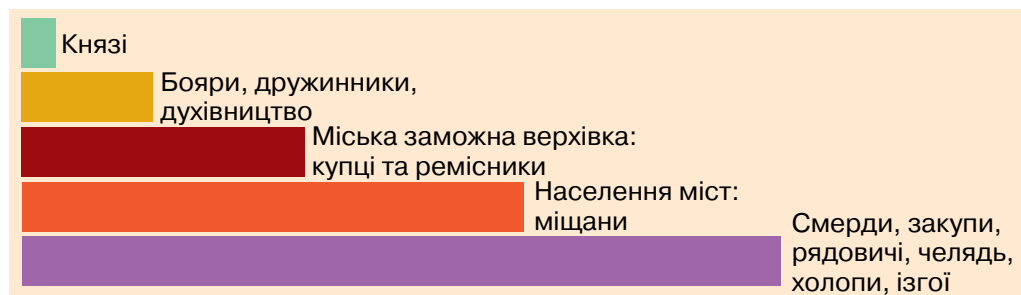 Князі
Бояри, дружинники,
духівництво
Міська заможна верхівка:
купці та ремісники
Населення міст:
міщани
Смерди, закупи,
рядовичі, челядь,
холопи, ізгої